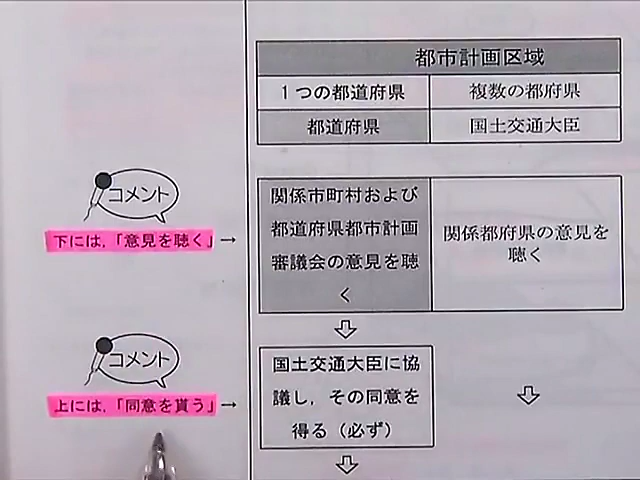 都市計画区域
1つの都道府県
複数の都府県
都道府県
国土交通大臣
コメント
下には，「意見を聴く」→
関係市町村および
都道府県都市計画
審議会の意見を聴
く
関係都府県の意見を
聴く
コメント
上には，「同意を貰う」→
国土交通大臣に協
議し，その同意を
得る（必ず）